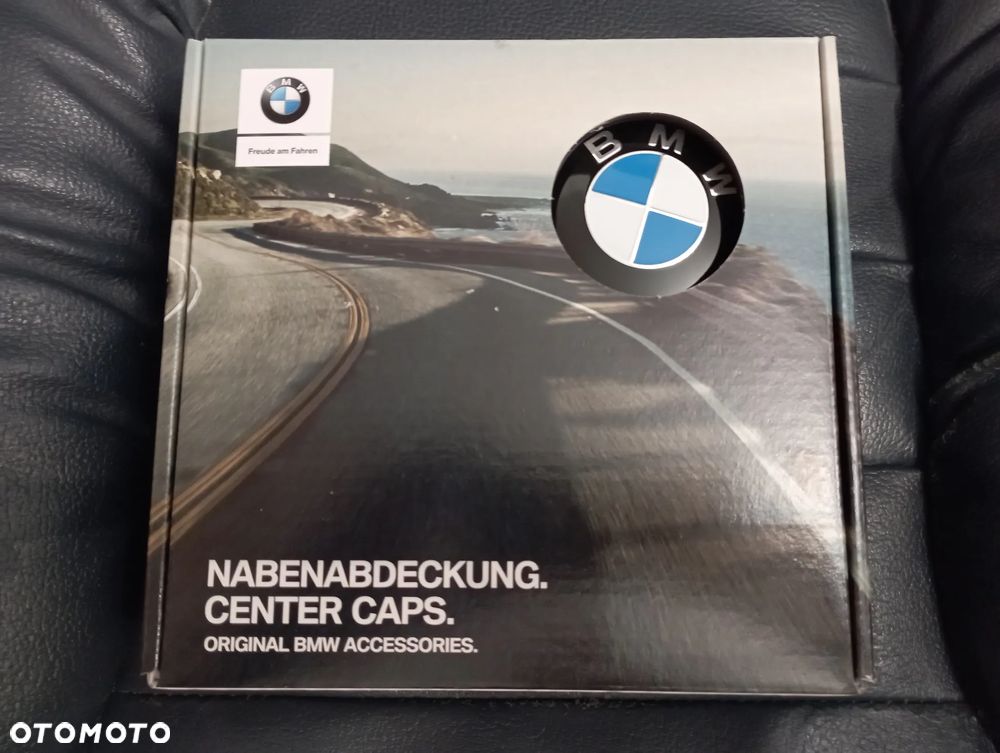 BMW
Freude am Fahren
BMW
NABENABDECKUNG.
CENTER CAPS.
ORIGINAL BMW ACCESSORIES.
OTOMOTO